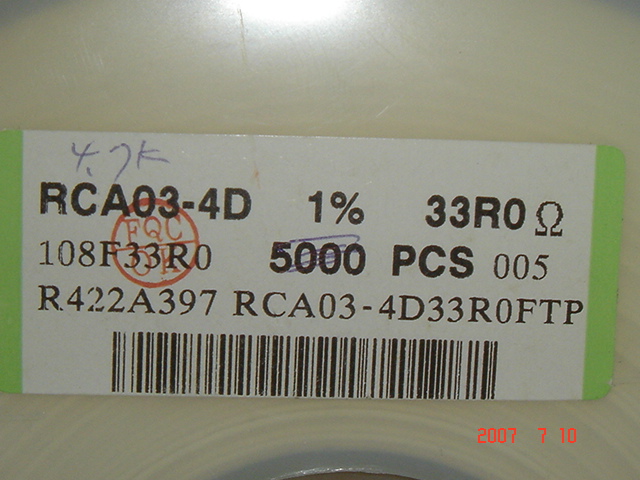 4.7K
RCA03-4D 1% 33R0 Ω
FQC
OK
108F33R0 5000 PCS 005
R422A397 RCA03-4D33R0FTP
2007 7 10